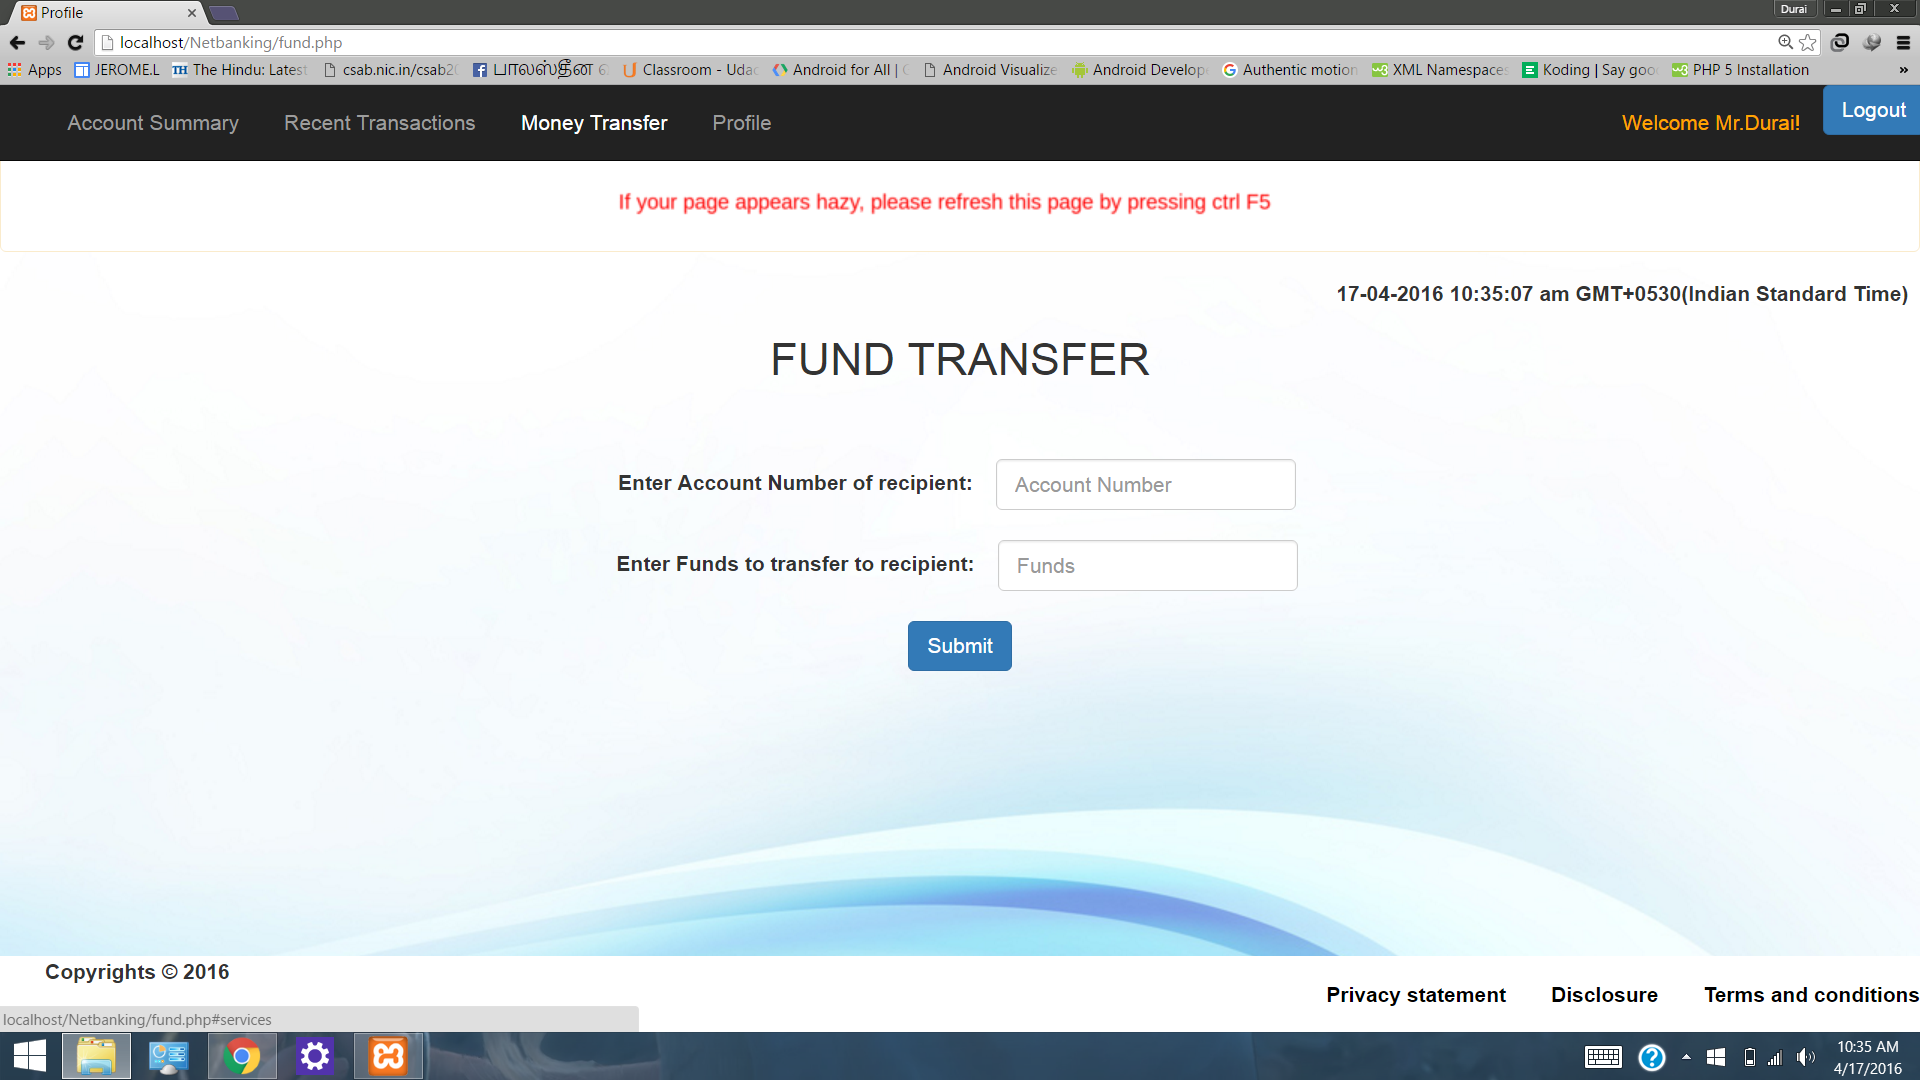 Profile
Durai
localhost/Netbanking/fund.php
Apps JEROME.L The Hindu: Latest csab.nic.in/csab20 பாலஸ்தீன Classroom - Udac Android for All | Android Visualize Android Develop Authentic motion XML Namespaces Koding | Say goo PHP 5 Installation »
Account Summary Recent Transactions Money Transfer Profile Welcome Mr.Durai! Logout
If your page appears hazy, please refresh this page by pressing ctrl F5
17-04-2016 10:35:07 am GMT+0530(Indian Standard Time)
FUND TRANSFER
Enter Account Number of recipient: Account Number
Enter Funds to transfer to recipient: Funds
Submit
Copyrights © 2016
Privacy statement Disclosure Terms and conditions
localhost/Netbanking/fund.php#services
10:35 AM
4/17/2016